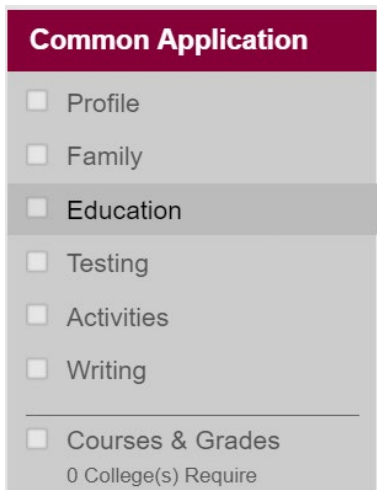 Common Application
Profile
Family
Education
Testing
Activities
Writing
Courses & Grades
0 College(s) Require